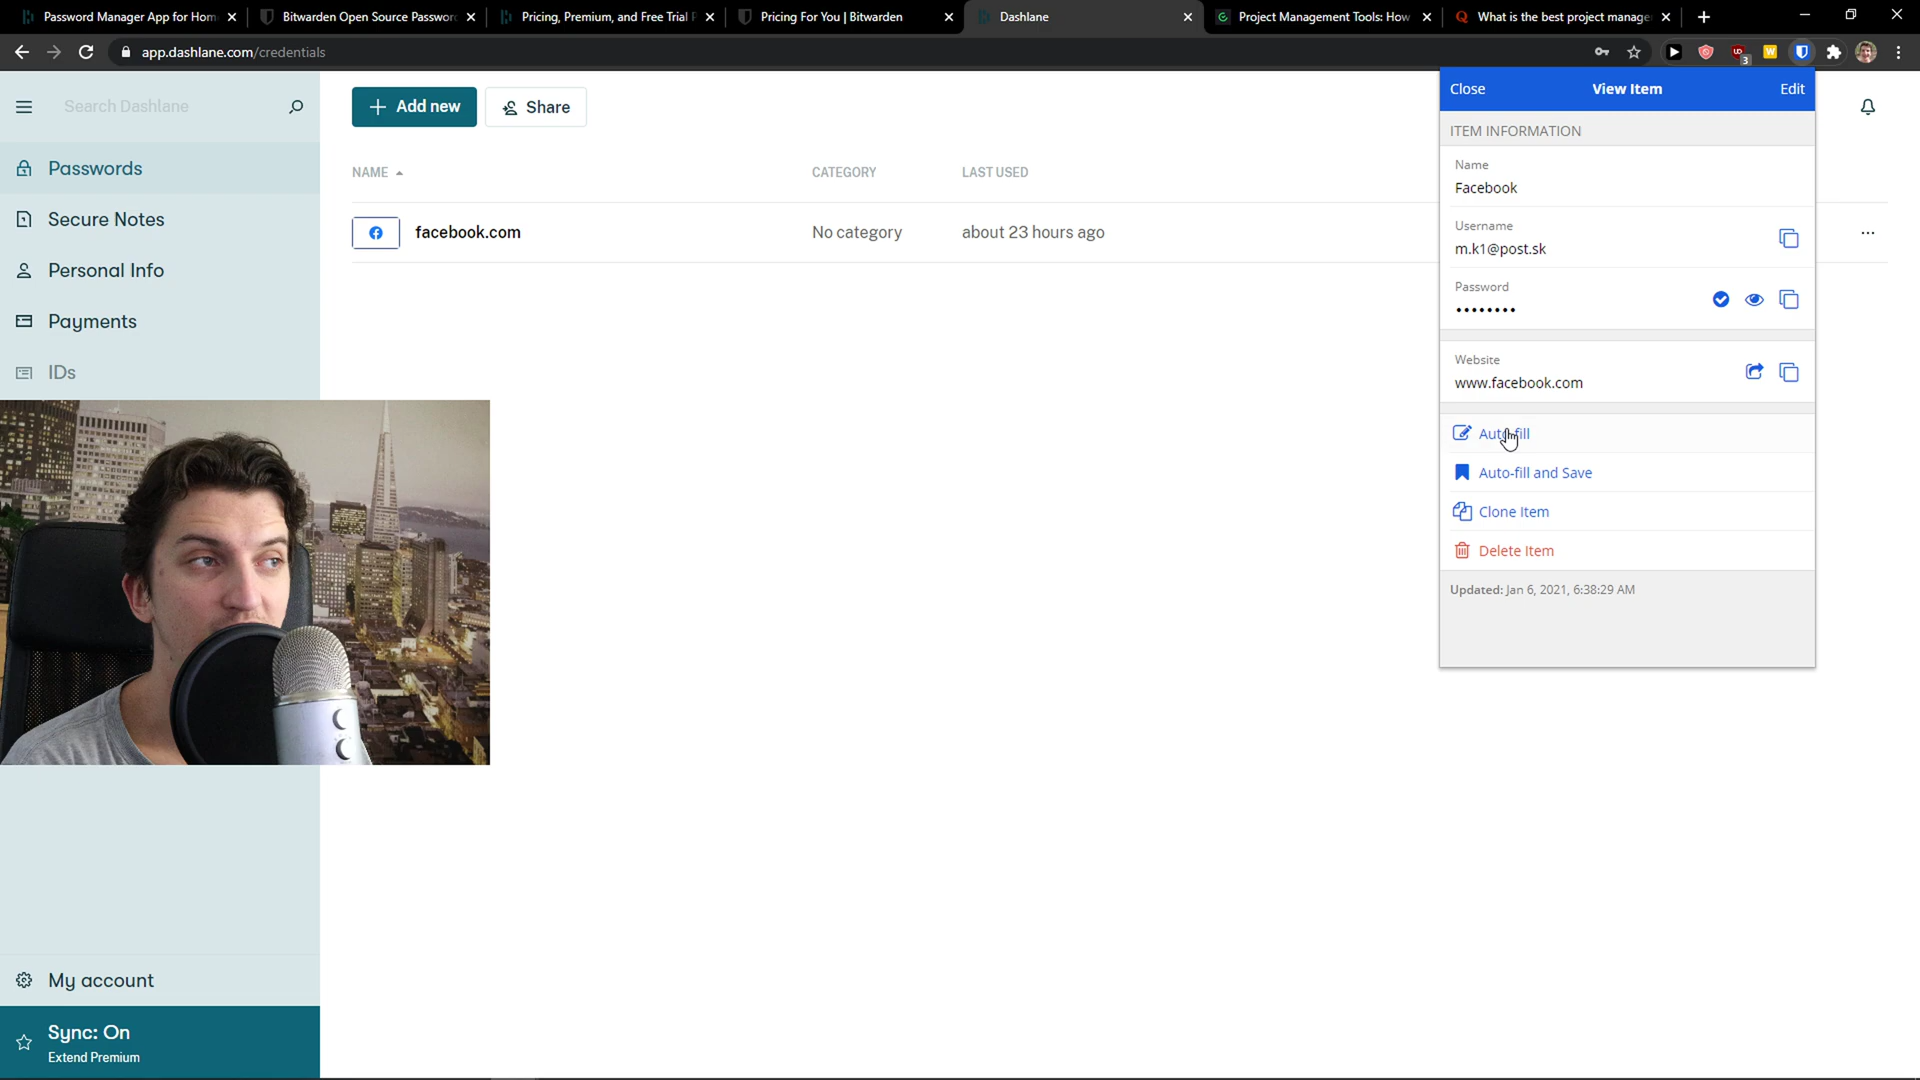 Password Manager App for Hom
Bitwarden Open Source Passwor
Pricing, Premium, and Free Trial
Pricing For You | Bitwarden
Dashlane
Project Management Tools: How
What is the best project manage
app.dashlane.com/credentials
3
Search Dashlane
Passwords
Secure Notes
Personal Info
Payments
IDs
My account
Sync: On
Extend Premium
Add new
Share
NAME
CATEGORY
LAST USED
facebook.com
No category
about 23 hours ago
Close
View Item
Edit
ITEM INFORMATION
Name
Facebook
Username
m.k1@post.sk
Password
••••••••
Website
www.facebook.com
Auto-fill
Auto-fill and Save
Clone Item
Delete Item
Updated: Jan 6, 2021, 6:38:29 AM